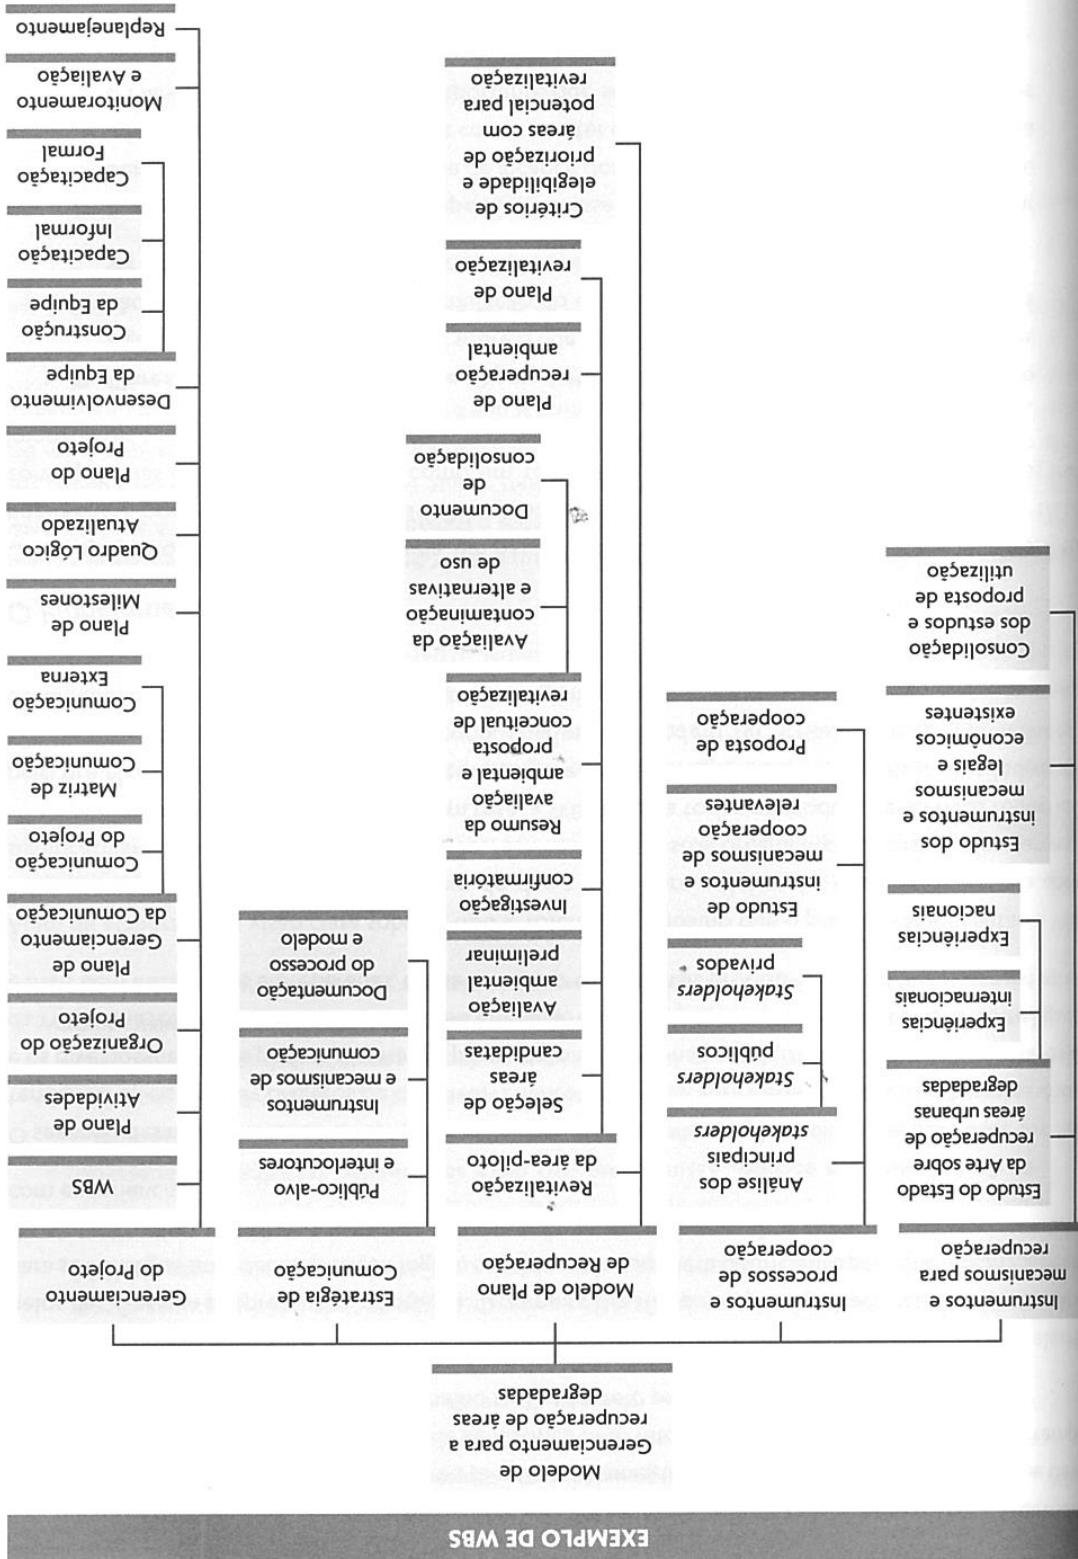 EXEMPLO DE WBS
Modelo de
Gerenciamento para a
recuperação de áreas
degradadas
Instrumentos e
mecanismos para
recuperação
Estudo do Estado
da Arte sobre
recuperação de
áreas urbanas
degradadas
Experiências
internacionais
Experiências
nacionais
Estudo dos
instrumentos e
mecanismos
legais e
econômicos
existentes
Consolidação
dos estudos e
proposta de
utilização
Instrumentos e
processos de
cooperação
Análise dos
principais
stakeholders
Stakeholders
públicos
Stakeholders
privados
Estudo de
instrumentos e
mecanismos de
cooperação
relevantes
Proposta de
cooperação
Modelo de Plano
de Recuperação
Revitalização
da área-piloto
Seleção de
áreas
candidatas
Avaliação
ambiental
preliminar
Investigação
confirmatória
Resumo da
avaliação
ambiental e
proposta
conceitual de
revitalização
Avaliação da
contaminação
e alternativas
de uso
Documento
de
consolidação
Plano de
recuperação
ambiental
Plano de
revitalização
Critérios de
elegibilidade e
priorização de
áreas com
potencial para
revitalização
Estratégia de
Comunicação
Público-alvo
e interlocutores
Instrumentos
e mecanismos de
comunicação
Documentação
do processo
e modelo
Gerenciamento
do Projeto
WBS
Plano de
Atividades
Organização do
Projeto
Plano de
Gerenciamento
da Comunicação
Comunicação
do Projeto
Matriz de
Comunicação
Comunicação
Externa
Plano de
Milestones
Quadro Lógico
Atualizado
Plano do
Projeto
Desenvolvimento
da Equipe
Construção
da Equipe
Capacitação
Informal
Capacitação
Formal
Monitoramento
e Avaliação
Replanejamento